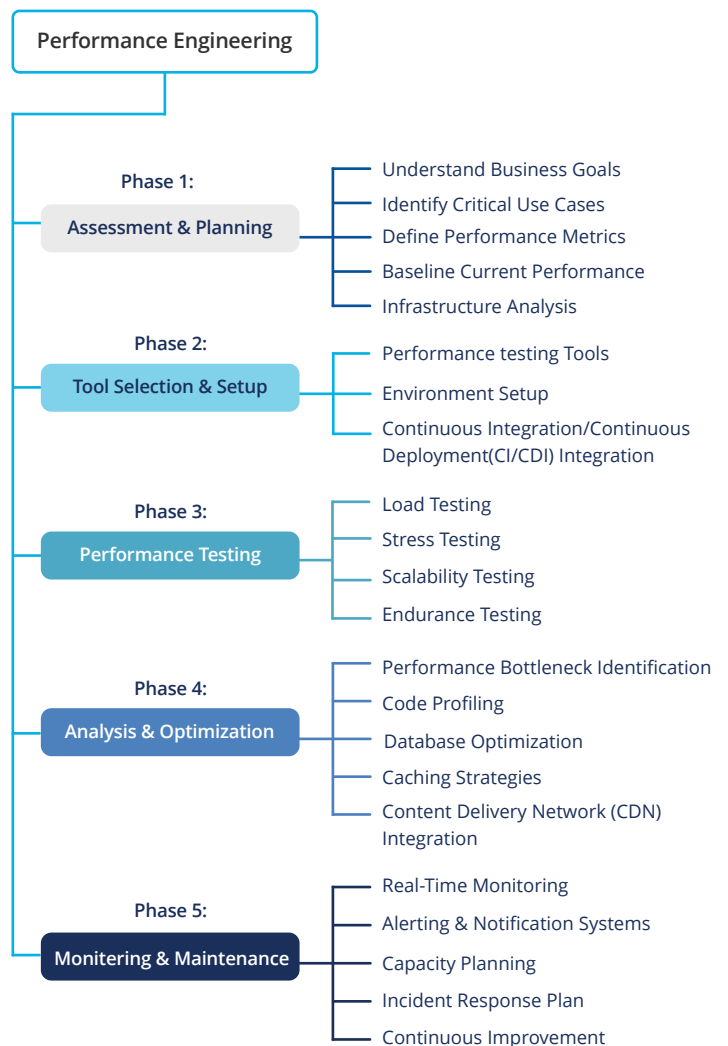 Performance Engineering
Phase 1:
Assessment & Planning
Understand Business Goals
Identify Critical Use Cases
Define Performance Metrics
Baseline Current Performance
Infrastructure Analysis
Phase 2:
Tool Selection & Setup
Performance testing Tools
Environment Setup
Continuous Integration/Continuous
Deployment(CI/CDI) Integration
Phase 3:
Performance Testing
Load Testing
Stress Testing
Scalability Testing
Endurance Testing
Phase 4:
Analysis & Optimization
Performance Bottleneck Identification
Code Profiling
Database Optimization
Caching Strategies
Content Delivery Network (CDN)
Integration
Phase 5:
Monitering & Maintenance
Real-Time Monitoring
Alerting & Notification Systems
Capacity Planning
Incident Response Plan
Continuous Improvement